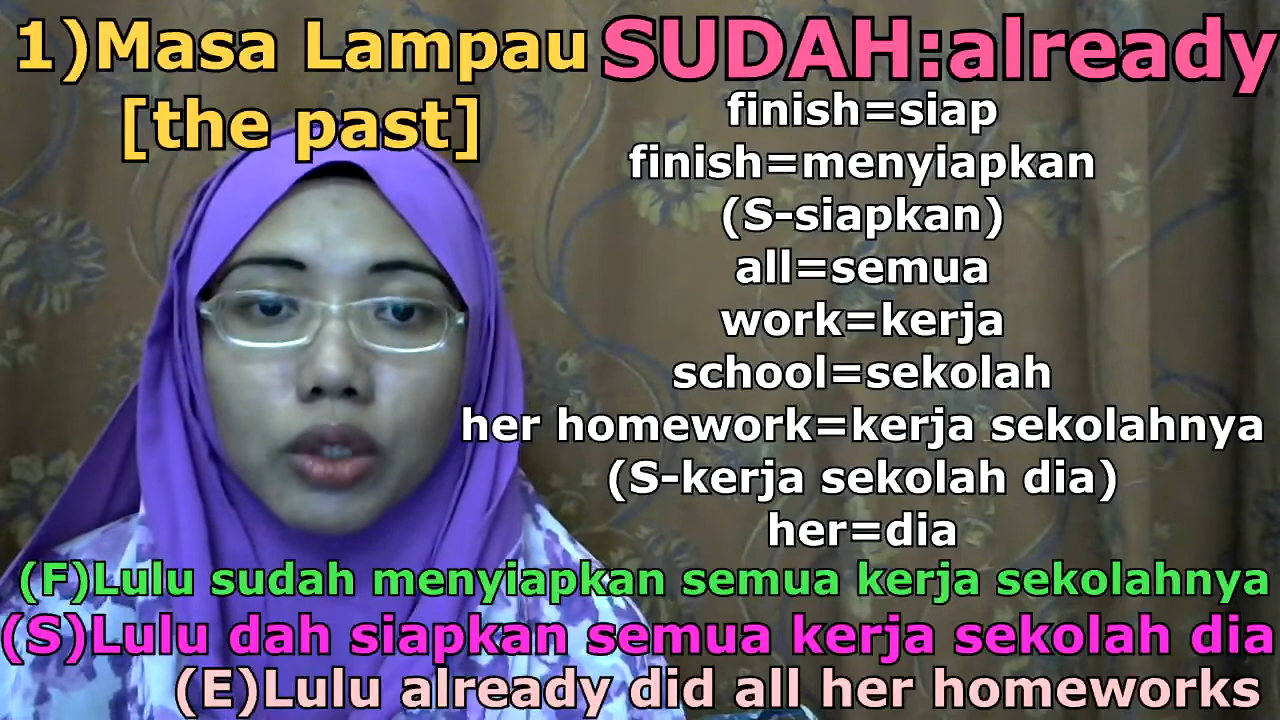 1)Masa Lampau
[the past]
SUDAH:already
finish=siap
finish=menyiapkan
(S-siapkan)
all=semua
work=kerja
school=sekolah
her homework=kerja sekolahnya
(S-kerja sekolah dia)
her=dia
(F)Lulu sudah menyiapkan semua kerja sekolahnya
(S)Lulu dah siapkan semua kerja sekolah dia
(E)Lulu already did all her homeworks